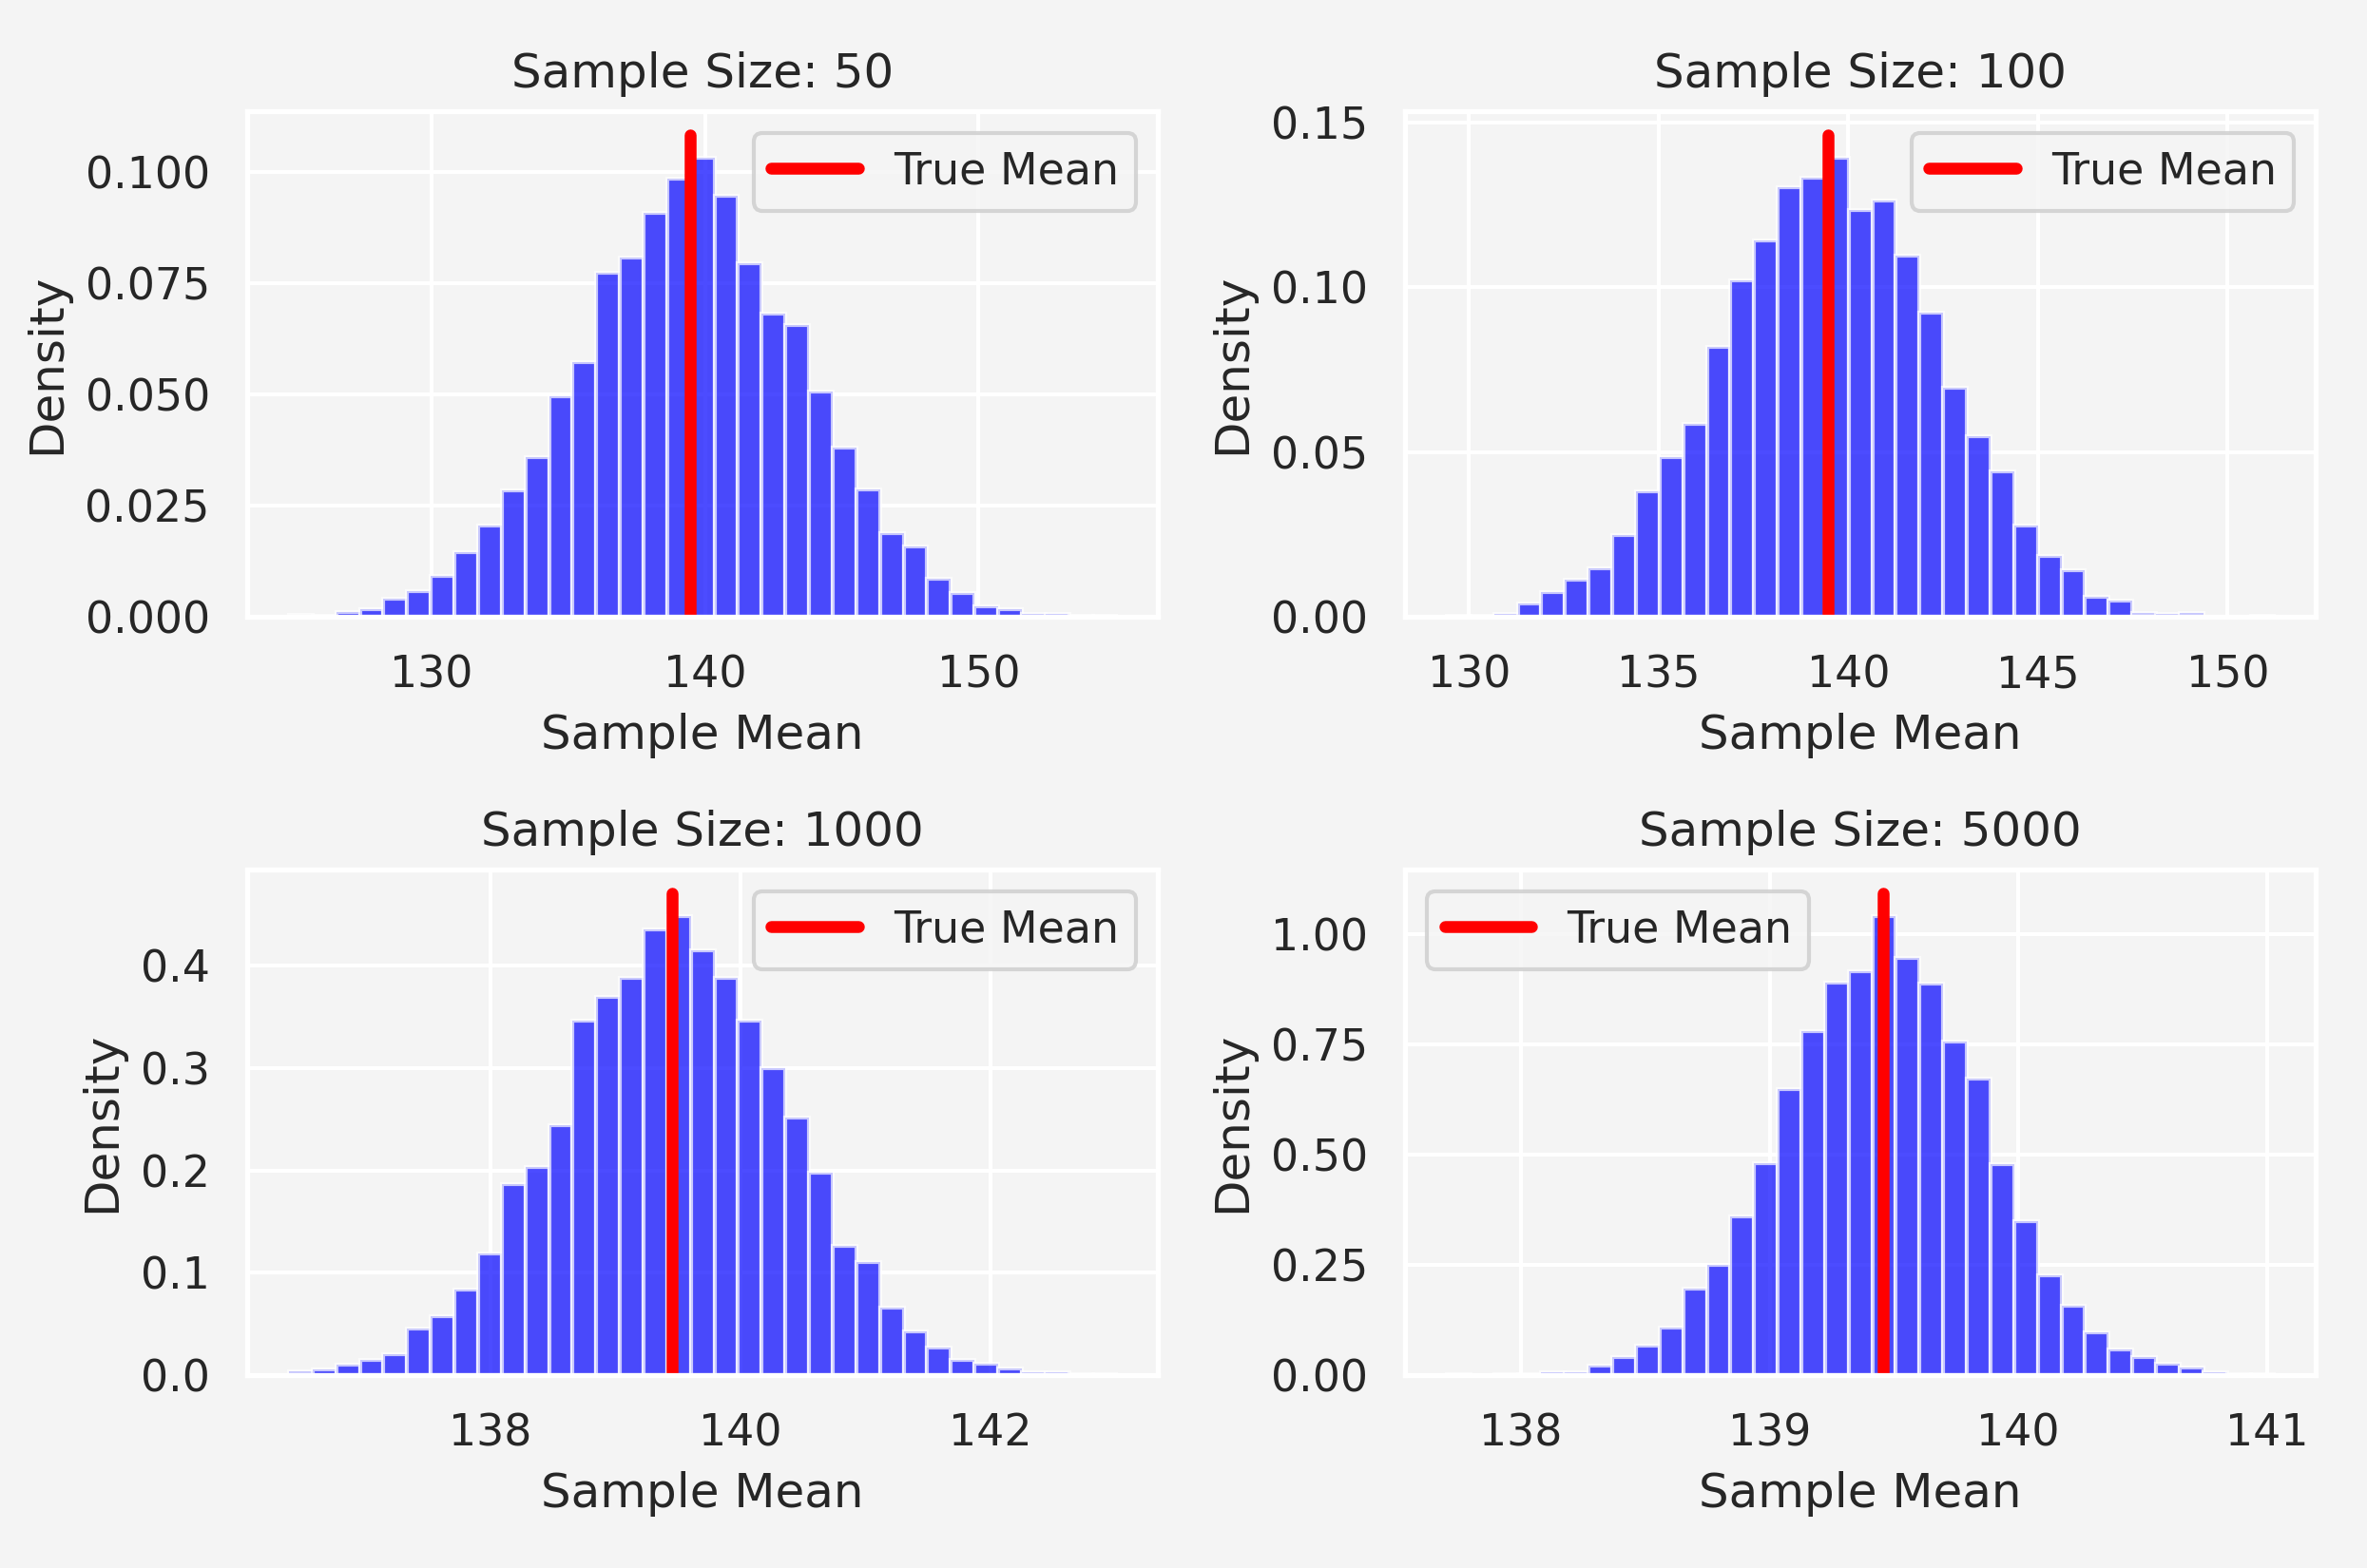 Sample Size: 50
True Mean
Density
0.100
0.075
0.050
0.025
0.000
130 140 150
Sample Mean
Sample Size: 100
True Mean
Density
0.15
0.10
0.05
0.00
130 135 140 145 150
Sample Mean
Sample Size: 1000
True Mean
Density
0.4
0.3
0.2
0.1
0.0
138 140 142
Sample Mean
Sample Size: 5000
True Mean
Density
1.00
0.75
0.50
0.25
0.00
138 139 140 141
Sample Mean